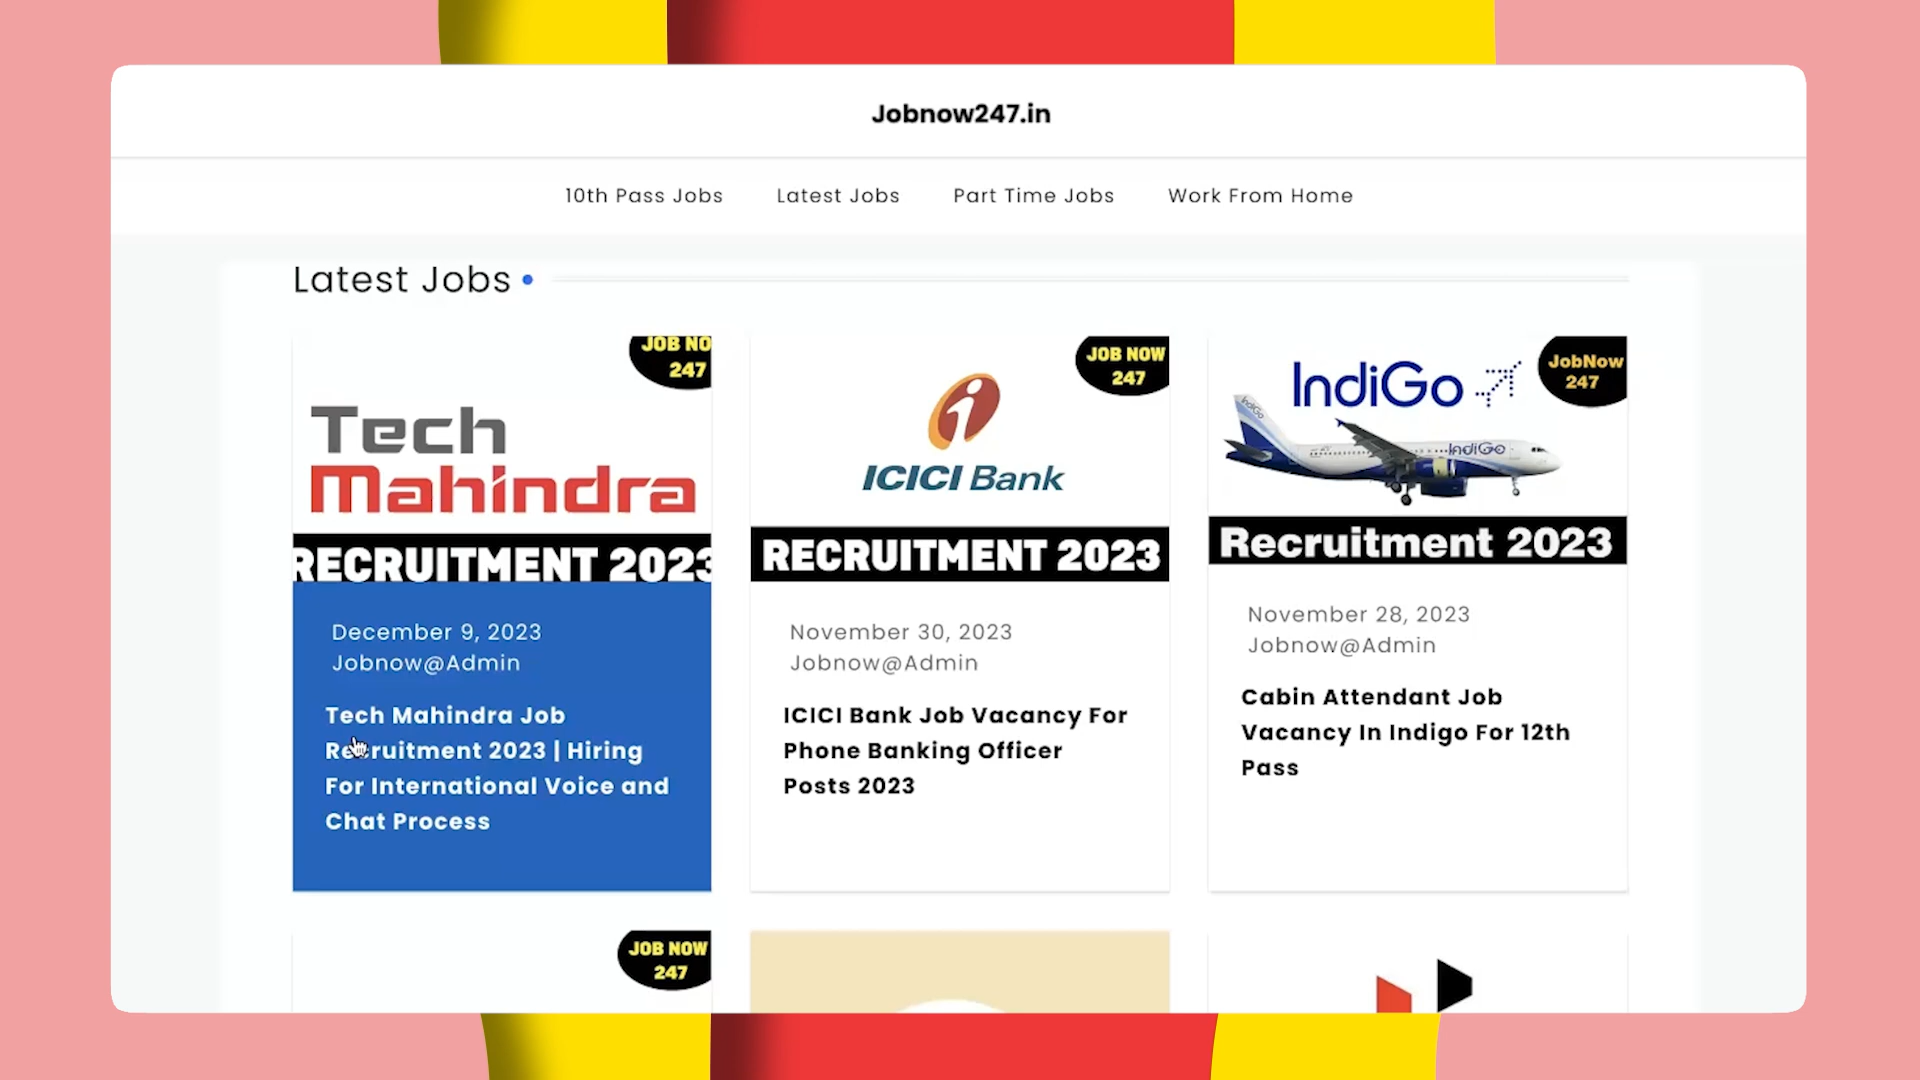 Jobnow247.in
10th Pass Jobs Latest Jobs Part Time Jobs Work From Home
Latest Jobs
JOB NO
247
Tech
Mahindra
RECRUITMENT 2023
December 9, 2023
Jobnow@Admin
Tech Mahindra Job
Recruitment 2023 | Hiring
For International Voice and
Chat Process
JOB NOW
247
ICICI Bank
RECRUITMENT 2023
November 30, 2023
Jobnow@Admin
ICICI Bank Job Vacancy For
Phone Banking Officer
Posts 2023
JobNow
247
IndiGo
IndiGo
IndiGo
Recruitment 2023
November 28, 2023
Jobnow@Admin
Cabin Attendant Job
Vacancy In Indigo For 12th
Pass
JOB NOW
247